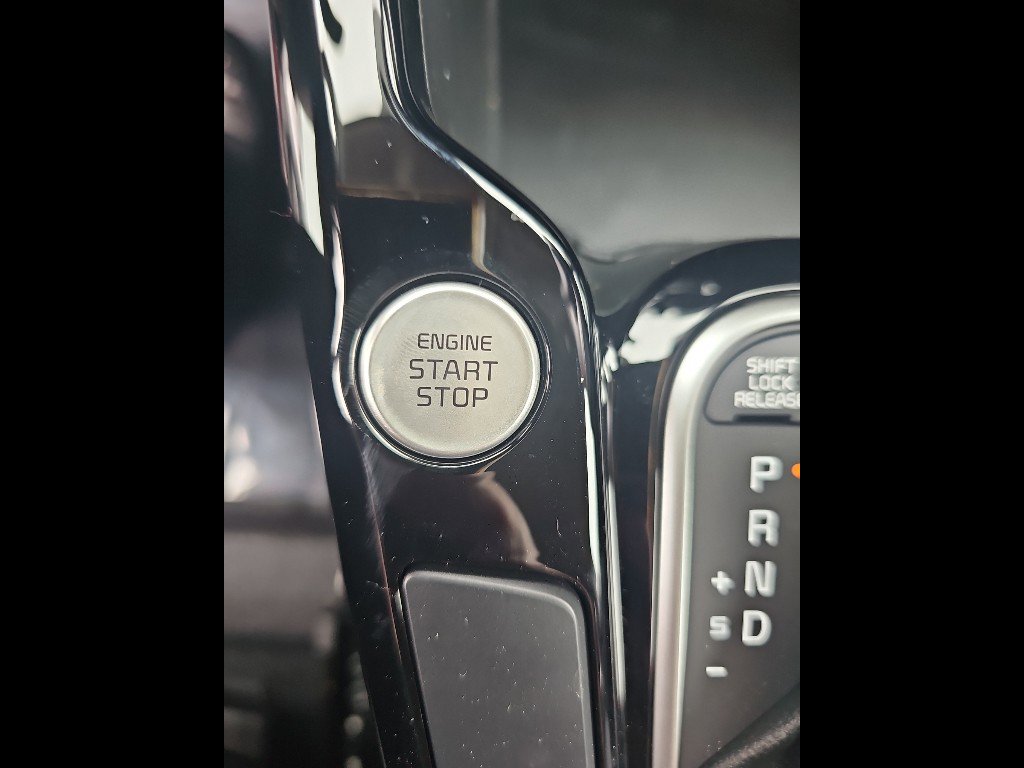 ENGINE
START
STOP
SHIFT
LOCK
RELEASE
P
R
+ N
S D
-